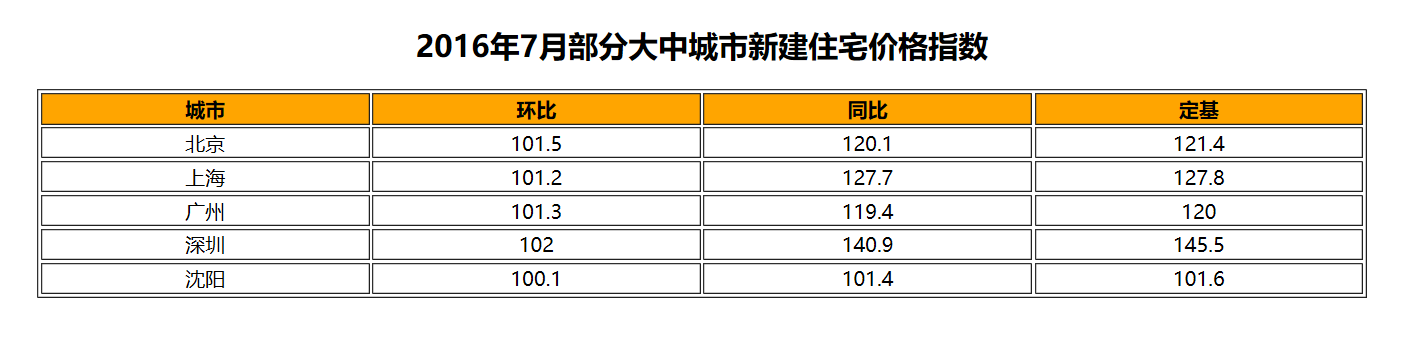 2016年7月部分大中城市新建住宅价格指数
城市 环比 同比 定基
北京 101.5 120.1 121.4
上海 101.2 127.7 127.8
广州 101.3 119.4 120
深圳 102 140.9 145.5
沈阳 100.1 101.4 101.6